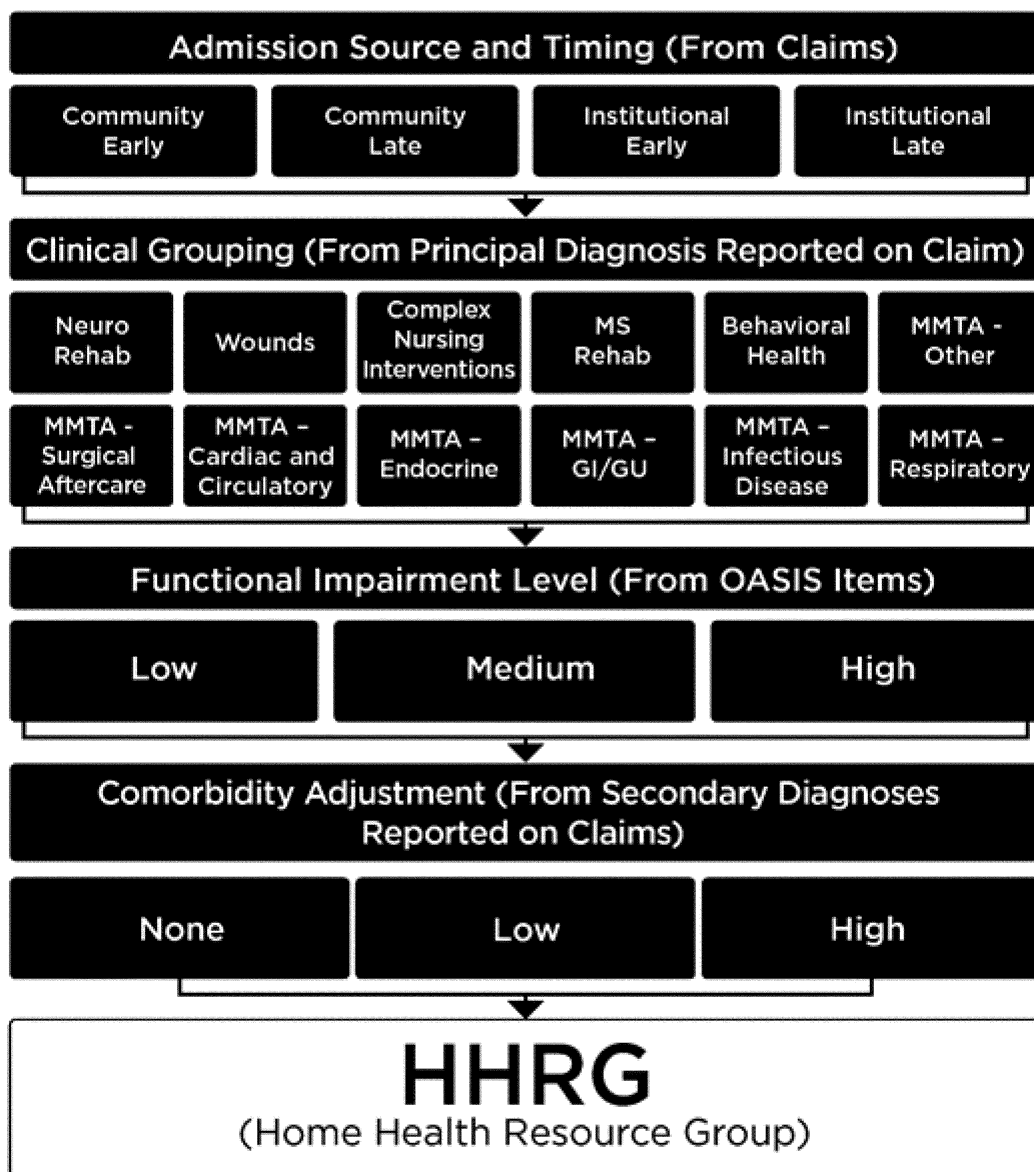 Admission Source and Timing (From Claims)
Community
Early
Community
Late
Institutional
Early
Institutional
Late
Clinical Grouping (From Principal Diagnosis Reported on Claim)
Neuro
Rehab
Wounds
Complex
Nursing
Interventions
MS
Rehab
Behavioral
Health
MMTA -
Other
MMTA -
Surgical
Aftercare
MMTA –
Cardiac and
Circulatory
MMTA –
Endocrine
MMTA –
GI/GU
MMTA –
Infectious
Disease
MMTA –
Respiratory
Functional Impairment Level (From OASIS Items)
Low
Medium
High
Comorbidity Adjustment (From Secondary Diagnoses
Reported on Claims)
None
Low
High
HHRG
(Home Health Resource Group)